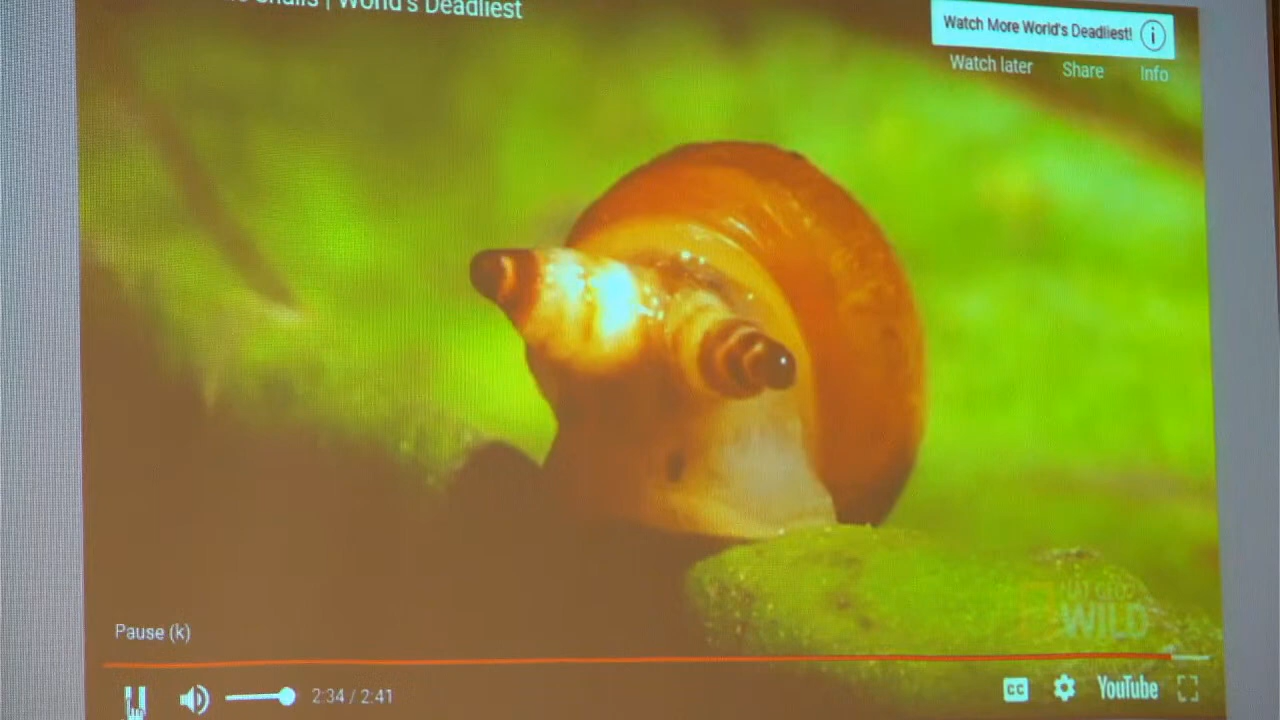 Snails | World's Deadliest
Watch More World's Deadliest!
Watch later Share Info
NAT GEO
WILD
Pause (k)
2:34 / 2:41
CC
YouTube